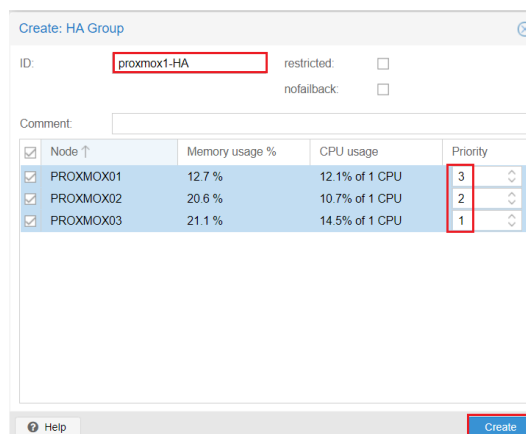 Create: HA Group
ID: proxmox1-HA restricted:
nofailback:
Comment:
Node Memory usage % CPU usage Priority
PROXMOX01 12.7 % 12.1% of 1 CPU 3
PROXMOX02 20.6 % 10.7% of 1 CPU 2
PROXMOX03 21.1 % 14.5% of 1 CPU 1
Help Create